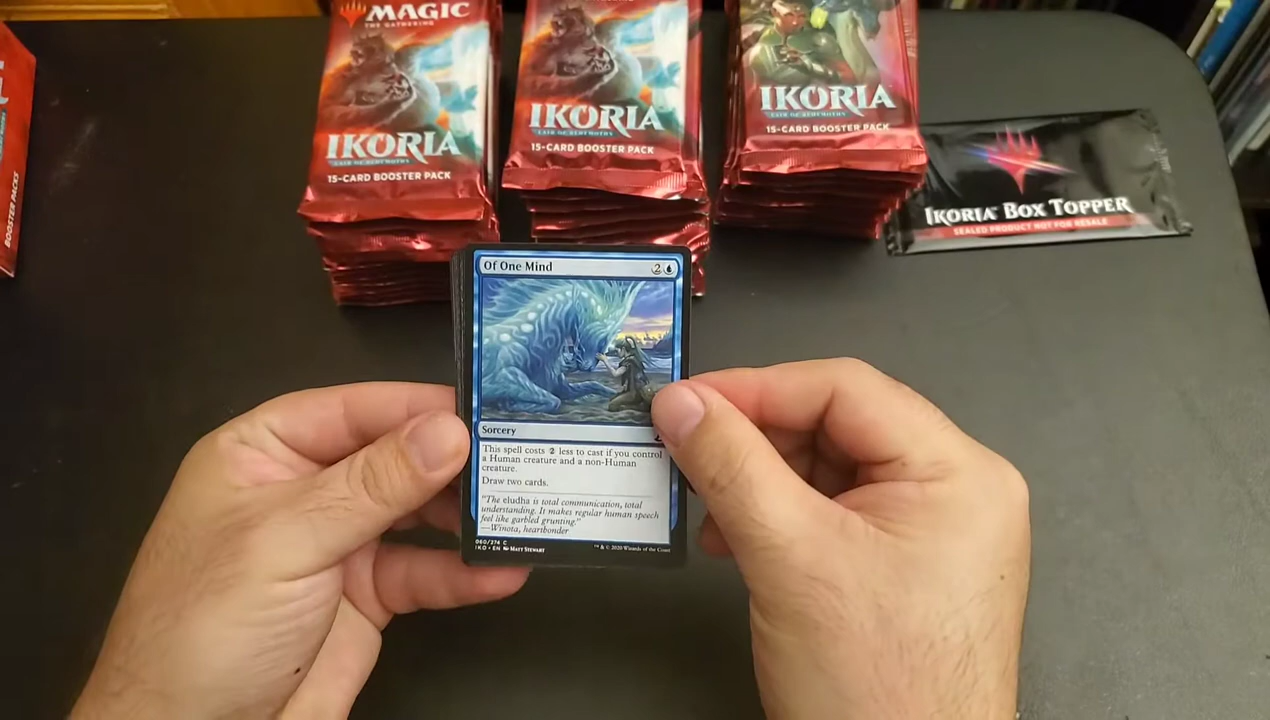 MAGIC
THE GATHERING
IKORIA
LAIR OF BEHEMOTHS
15-CARD BOOSTER PACK
IKORIA
LAIR OF BEHEMOTHS
15-CARD BOOSTER PACK
IKORIA
LAIR OF BEHEMOTHS
15-CARD BOOSTER PACK
IKORIA BOX TOPPER
SEALED PRODUCT NOT FOR RESALE
BOOSTER PACKS
Of One Mind 2
Sorcery
This spell costs 2 less to cast if you control
a Human creature and a non-Human
creature.
Draw two cards.
"The eludha is total communication, total
understanding. It makes regular human speech
feel like garbled grunting."
—Winota, heartbonder
060/274 C
IKO • EN MATT STEWART
™ & © 2020 Wizards of the Coast